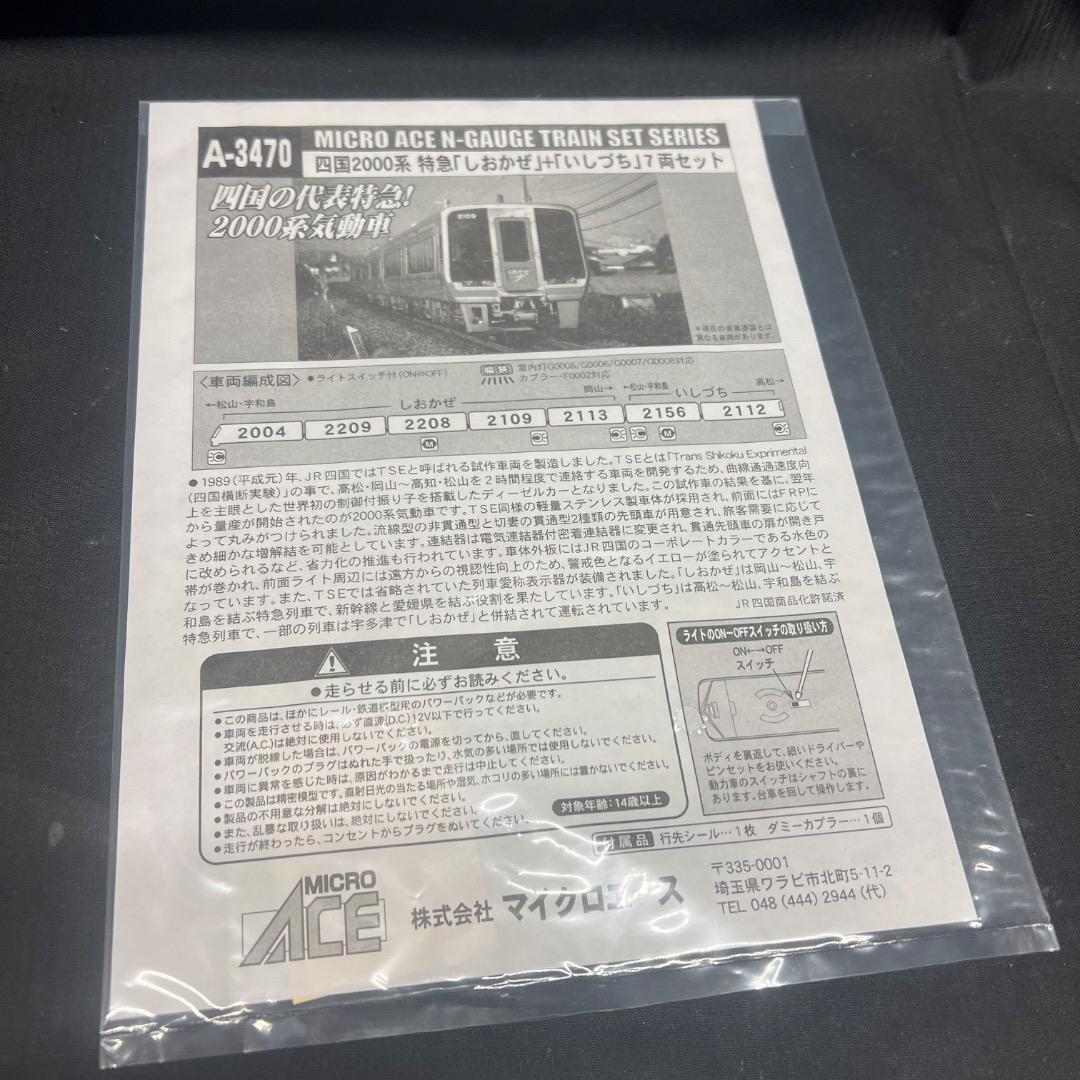 A-3470
MICRO ACE N-GAUGE TRAIN SET SERIES
四国2000系 特急「しおかぜ」+「いしづち」7両セット
四国の代表特急!
2000系気動車
2109
しおかぜ
*現在の実車塗装とは
異なる車両があります。
〈車両編成図〉 ●ライトスイッチ付(ON⇔OFF)
幅狭 室内灯G0005/G0006/G0007/G0008対応
カプラー・F0002対応
←松山・宇和島 しおかぜ 岡山→ ←松山・宇和島 いしづち 高松→
2004 2209 2208 2109 2113 2156 2112
C M C C C M C
●1989(平成元)年、JR四国ではTSEと呼ばれる試作車両を製造しました。TSEとは「Trans Shikoku Exprimental
(四国横断実験)」の事で、高松・岡山〜高知・松山を2時間程度で連絡する車両を開発するため、曲線通過速度向
上を主眼とした世界初の制御付振り子を搭載したディーゼルカーとなりました。この試作車の結果を基に、翌年
から量産が開始されたのが2000系気動車です。TSE同様の軽量ステンレス製車体が採用され、前面にはFRPに
よって丸みがつけられました。流線型の非貫通型と切妻の貫通型2種類の先頭車が用意され、旅客需要に応じて
きめ細かな増解結を可能としています。連結器は電気連結器付密着連結器に変更され、貫通先頭車の扉が開き戸
に改められるなど、省力化の推進も行われています。車体外板にはJR四国のコーポレートカラーである水色の
帯が巻かれ、前面ライト周辺には遠方からの視認性向上のため、警戒色となるイエローが塗られてアクセントと
なっています。また、TSEでは省略されていた列車愛称表示器が装備されました。「しおかぜ」は岡山〜松山、宇
和島を結ぶ特急列車で、新幹線と愛媛県を結ぶ役割を果たしています。「いしづち」は高松〜松山、宇和島を結ぶ
特急列車で、一部の列車は宇多津で「しおかぜ」と併結されて運転されています。
JR四国商品化許諾済
注 意
●走らせる前に必ずお読みください。
●この商品は、ほかにレール・鉄道模型用のパワーパックなどが必要です。
●車両を走行させる時は、必ず直流(D.C.)12V以下で行ってください。
交流(A.C.)は絶対に使用しないでください。
●車両が脱線した場合は、パワーパックの電源を切ってから、直してください。
●パワーパックのプラグはぬれた手で扱ったり、水気の多い場所では使用しないでください。
●車両に異常を感じた時は、原因がわかるまで走行は中止してください。
●この製品は精密模型です。直射日光の当たる場所や湿気、ホコリの多い場所には置かないでください。
●製品の不用意な分解は絶対にしないでください。
●また、乱暴な取り扱いは、絶対にしないでください。
●走行が終わったら、コンセントからプラグをぬいてください。
対象年齢:14歳以上
ライトのON-OFFスイッチの取り扱い方
ON←→OFF
スイッチ
ボディを裏返して、細いドライバーや
ピンセットをお使いください。
動力車のスイッチはシャフトの裏に
あります。台車を回して操作します。
付属品 行先シール…1枚 ダミーカプラー…1個
MICRO
ACE
株式会社 マイクロエース
〒335-0001
埼玉県ワラビ市北町5-11-2
TEL 048 (444) 2944 (代)